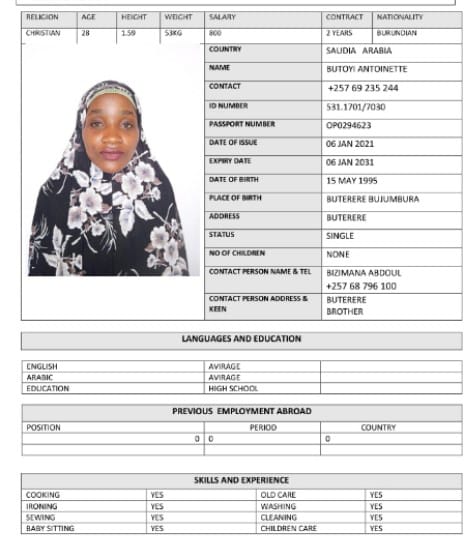 RELIGION AGE HEIGHT WEIGHT SALARY CONTRACT NATIONALITY
CHRISTIAN 28 1.59 53KG 800 2 YEARS BURUNDIAN
COUNTRY SAUDIA ARABIA
NAME BUTOYI ANTOINETTE
CONTACT +257 69 235 244
ID NUMBER 531.1701/7030
PASSPORT NUMBER OP0294623
DATE OF ISSUE 06 JAN 2021
EXPIRY DATE 06 JAN 2031
DATE OF BIRTH 15 MAY 1995
PLACE OF BIRTH BUTERERE BUJUMBURA
ADDRESS BUTERERE
STATUS SINGLE
NO OF CHILDREN NONE
CONTACT PERSON NAME & TEL BIZIMANA ABDOUL
+257 68 796 100
CONTACT PERSON ADDRESS & BUTERERE
KEEN BROTHER
LANGUAGES AND EDUCATION
ENGLISH AVIRAGE
ARABIC AVIRAGE
EDUCATION HIGH SCHOOL
PREVIOUS EMPLOYMENT ABROAD
POSITION PERIOD COUNTRY
0 0 0
SKILLS AND EXPERIENCE
COOKING YES OLD CARE YES
IRONING YES WASHING YES
SEWING YES CLEANING YES
BABY SITTING YES CHILDREN CARE YES